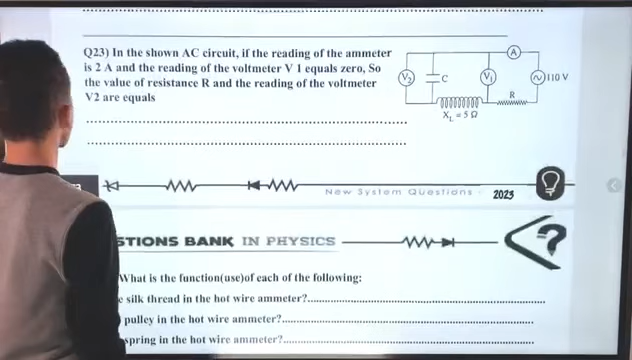 Q23) In the shown AC circuit, if the reading of the ammeter
is 2 A and the reading of the voltmeter V 1 equals zero, So
the value of resistance R and the reading of the voltmeter
V2 are equals
A
V2
C
V1
110 V
R
XL = 5 Ω
New System Questions
2023
STIONS BANK IN PHYSICS
?
What is the function(use)of each of the following:
silk thread in the hot wire ammeter?
pulley in the hot wire ammeter?
spring in the hot wire ammeter?